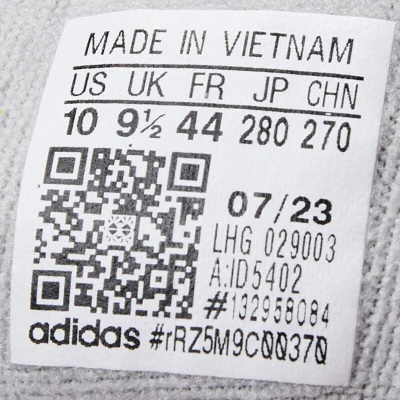 MADE IN VIETNAM
US UK FR JP CHN
10 9½ 44 280 270
07/23
LHG 029003
A:ID5402
#132958084
adidas #rRZ5M9C00370